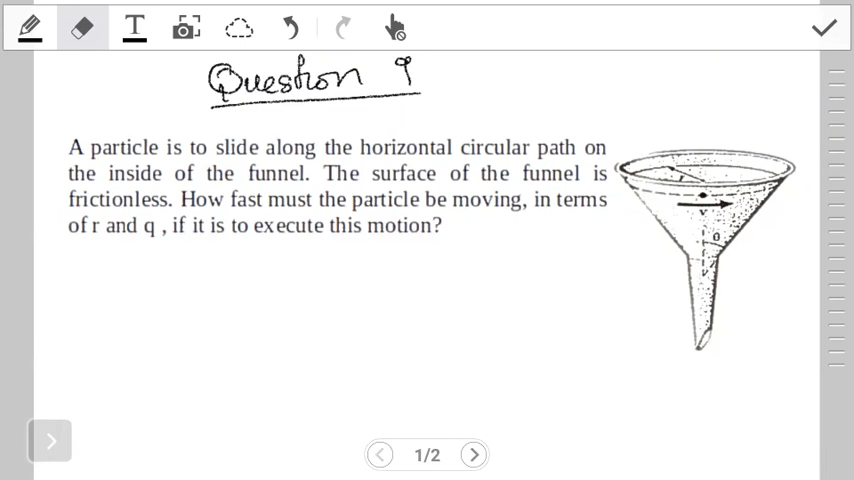 T
Question 9
A particle is to slide along the horizontal circular path on
the inside of the funnel. The surface of the funnel is
frictionless. How fast must the particle be moving, in terms
of r and q , if it is to execute this motion?
r
v
θ
1/2